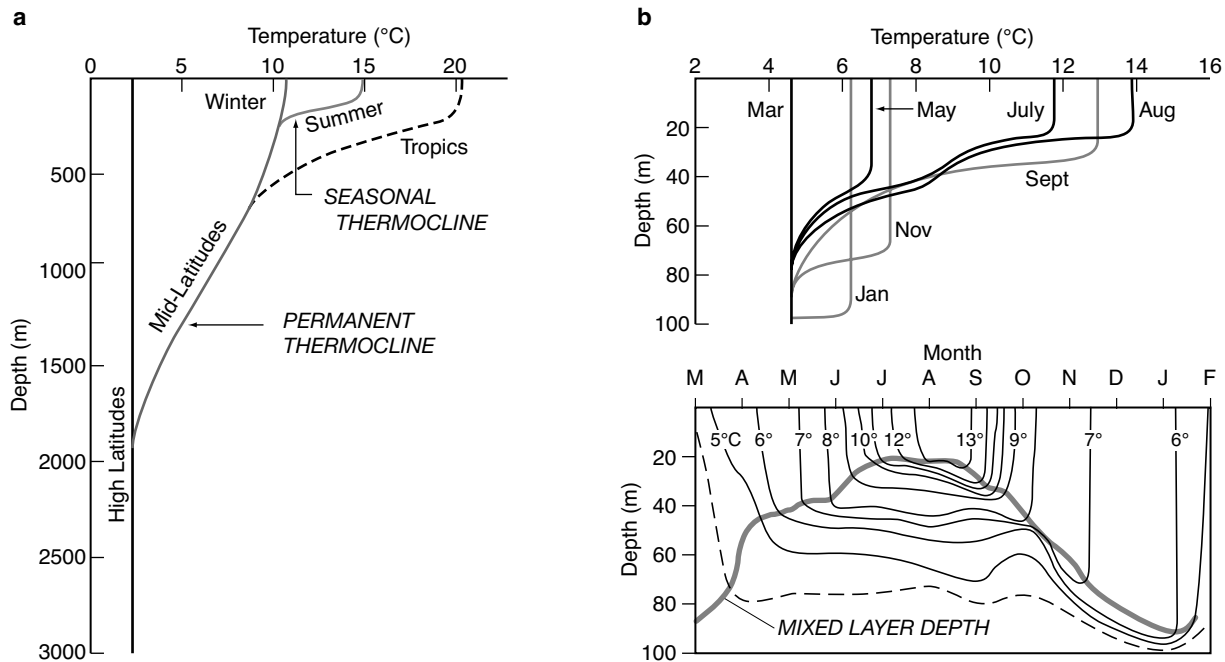 a
Temperature (°C)
0 5 10 15 20
Winter
Summer
Tropics
SEASONAL
THERMOCLINE
Mid-Latitudes
PERMANENT
THERMOCLINE
High Latitudes
Depth (m)
500
1000
1500
2000
2500
3000
b
Temperature (°C)
2 4 6 8 10 12 14 16
Mar May July Aug
Sept
Nov
Jan
Depth (m)
20
40
60
80
100
Month
M A M J J A S O N D J F
5°C 6° 7° 8° 10° 12° 13° 9° 7° 6°
Depth (m)
20
40
60
80
100
MIXED LAYER DEPTH